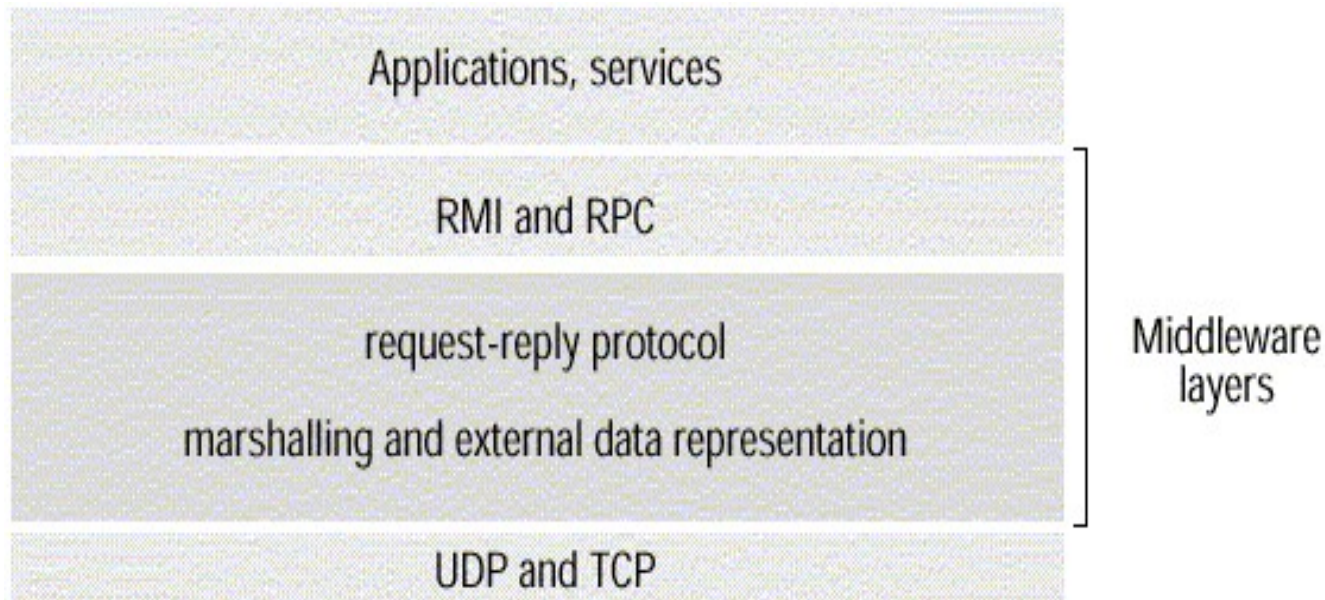 Applications, services
RMI and RPC
request-reply protocol
marshalling and external data representation
Middleware
layers
UDP and TCP